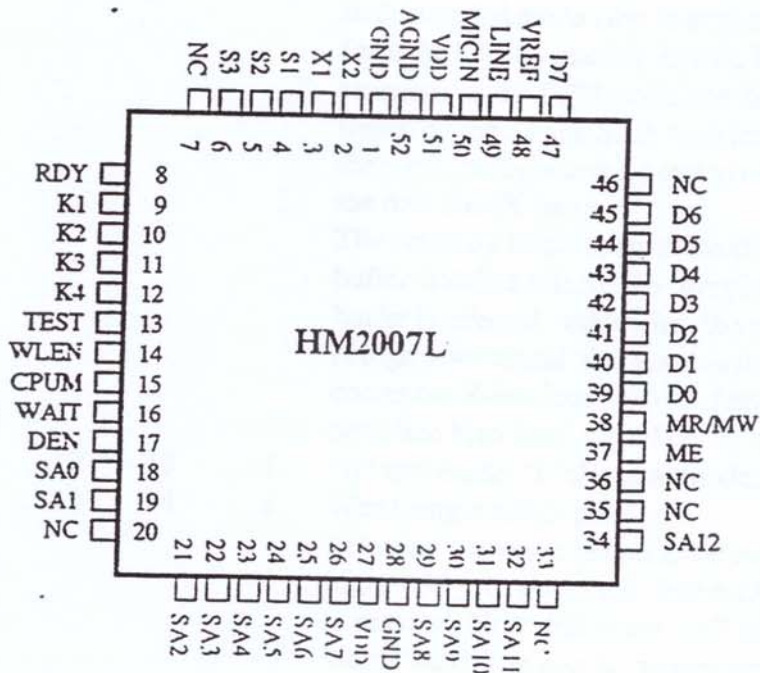 NC S3 S2 S1 X1 X2 GND AGND VDD MICIN LINE VREF D7
7 6 5 4 3 2 1 52 51 50 49 48 47
RDY 8
K1 9
K2 10
K3 11
K4 12
TEST 13
WLEN 14
CPUM 15
WAIT 16
DEN 17
SA0 18
SA1 19
NC 20
HM2007L
46 NC
45 D6
44 D5
43 D4
42 D3
41 D2
40 D1
39 D0
38 MR/MW
37 ME
36 NC
35 NC
34 SA12
21 22 23 24 25 26 27 28 29 30 31 32 33
SA2 SA3 SA4 SA5 SA6 SA7 VDD GND SA8 SA9 SA10 SA11 NC